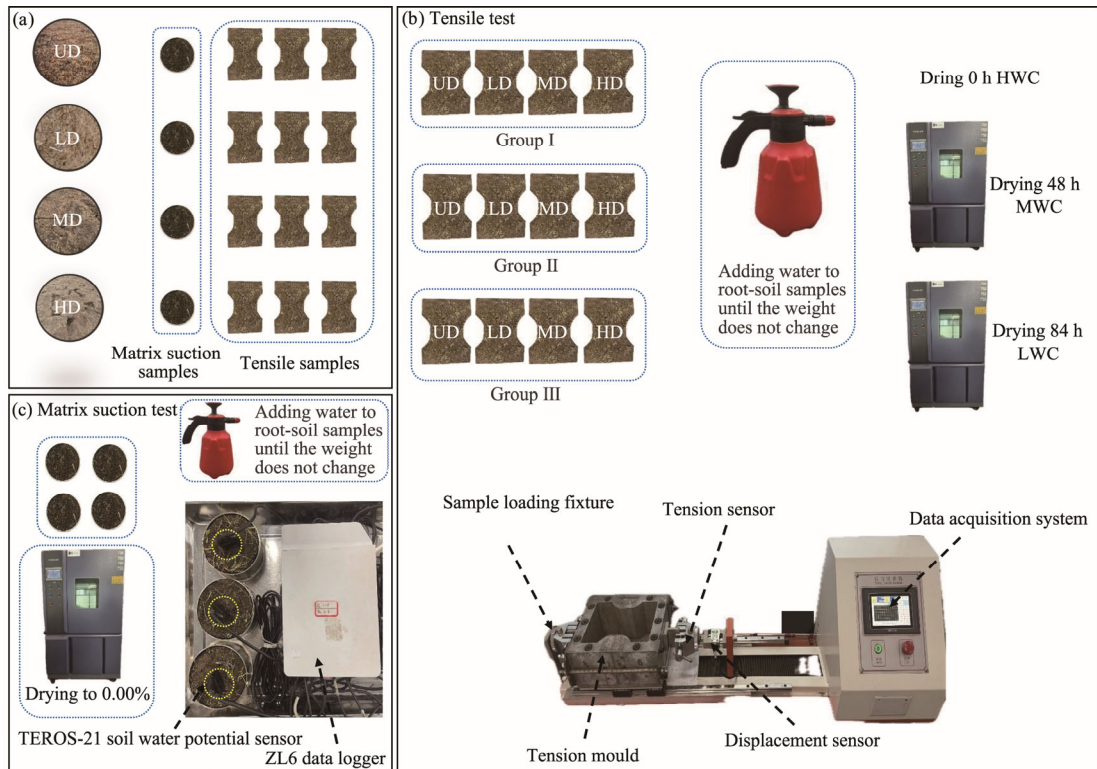 (a)
UD
LD
MD
HD
Matrix suction
samples
Tensile samples
(b) Tensile test
UD LD MD HD
Group I
UD LD MD HD
Group II
UD LD MD HD
Group III
Adding water to
root-soil samples
until the weight
does not change
Dring 0 h HWC
Drying 48 h
MWC
Drying 84 h
LWC
Sample loading fixture
Tension sensor
Data acquisition system
Tension mould
Displacement sensor
(c) Matrix suction test
Adding water to
root-soil samples
until the weight
does not change
Drying to 0.00%
TEROS-21 soil water potential sensor
ZL6 data logger